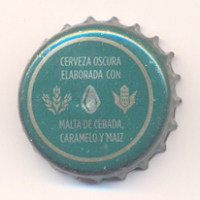 CERVEZA OSCURA
ELABORADA CON
MALTA DE CEBADA,
CARAMELO Y MAIZ